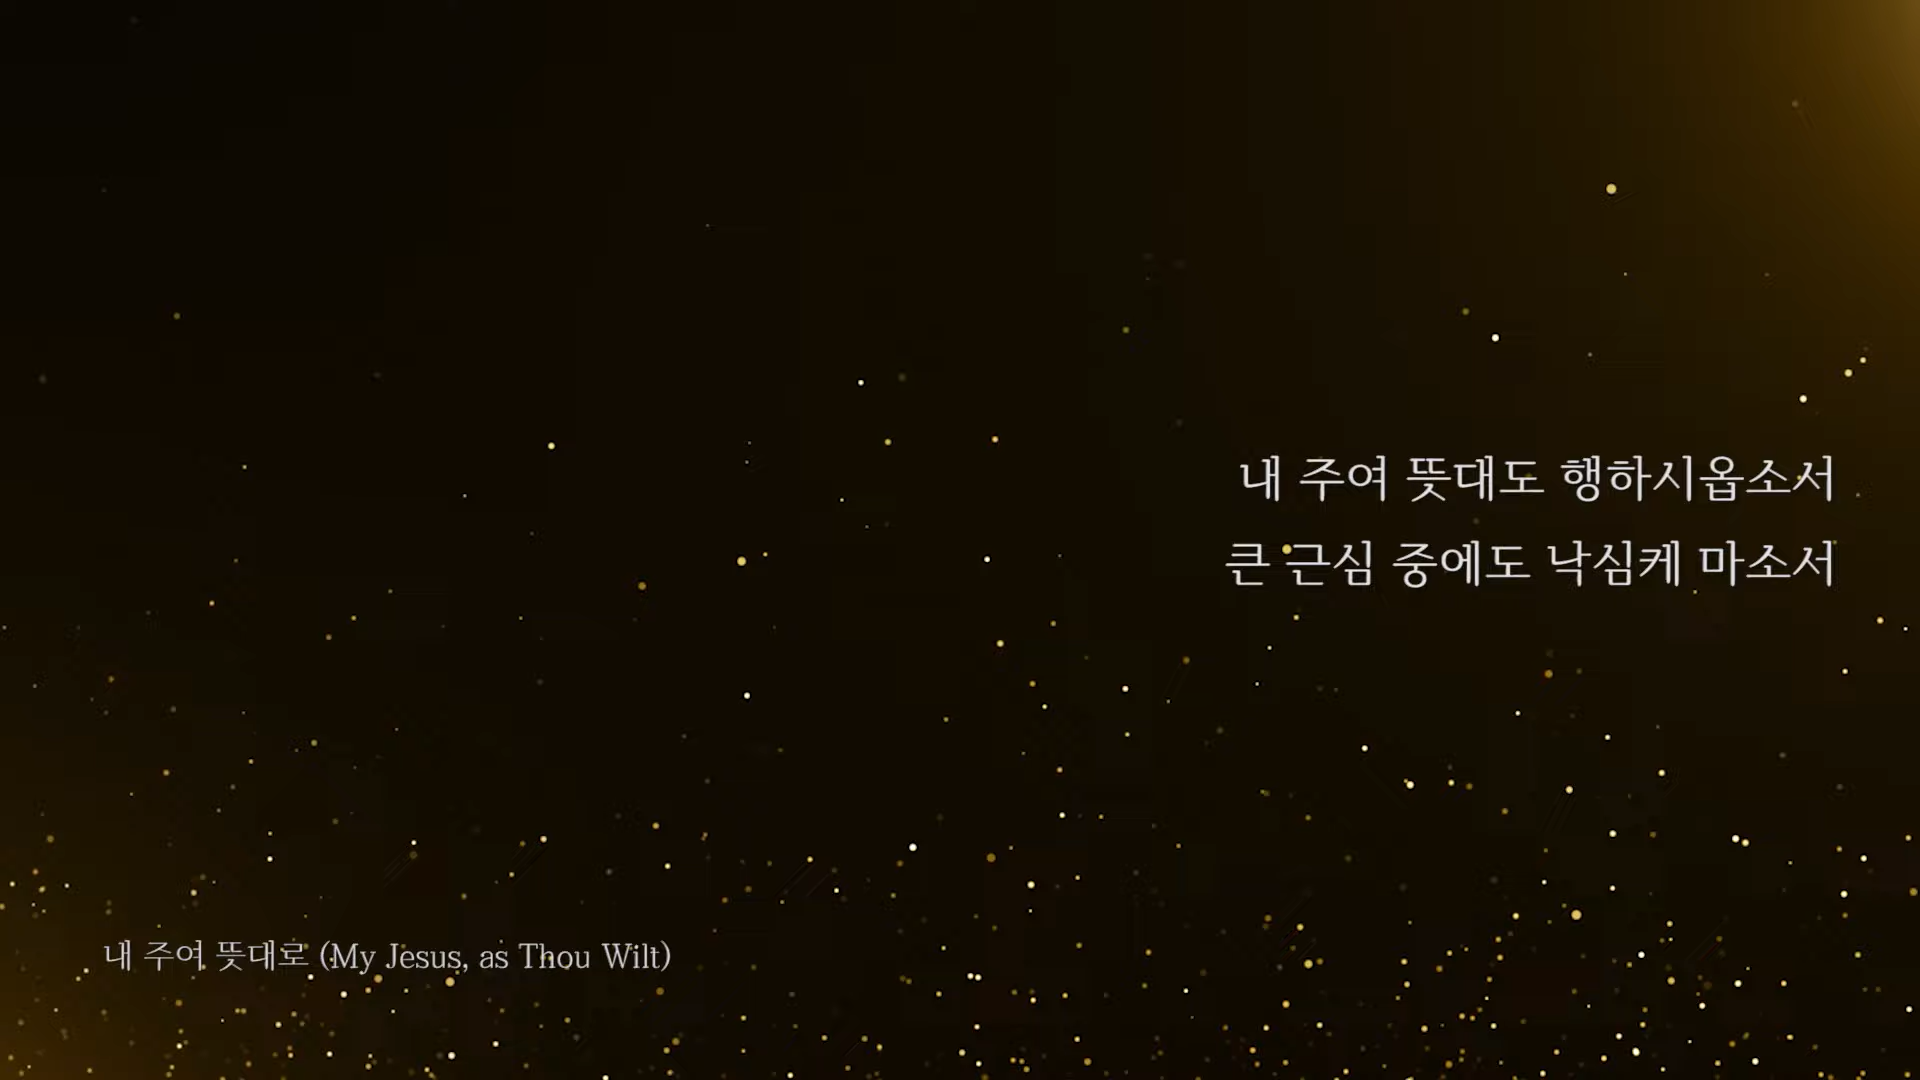 내 주여 뜻대도 행하시옵소서
큰 근심 중에도 낙심케 마소서
내 주여 뜻대로 (My Jesus, as Thou Wilt)